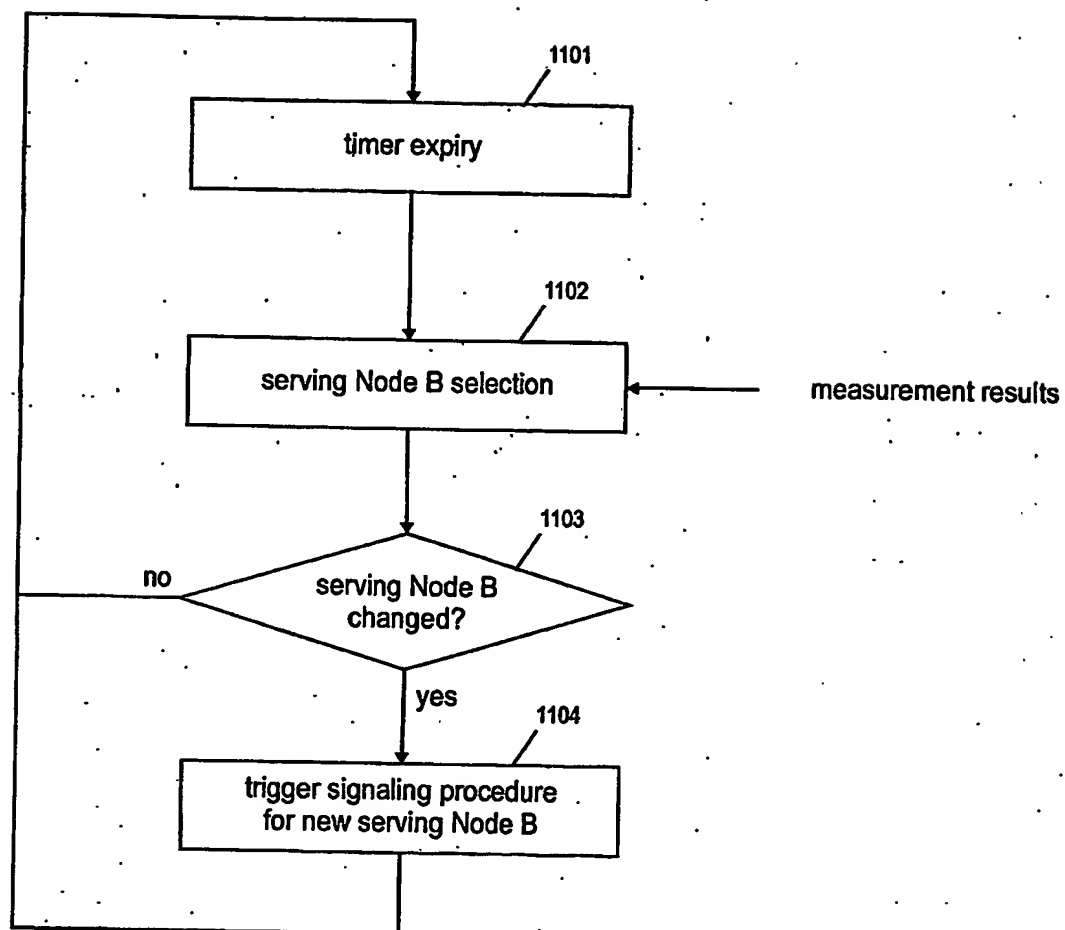 1101
timer expiry
1102
serving Node B selection
measurement results
1103
no
serving Node B
changed?
yes
1104
trigger signaling procedure
for new serving Node B